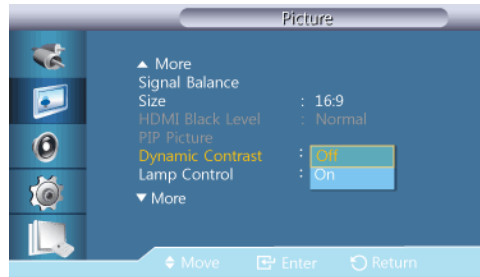 Picture
▲ More
Signal Balance
Size : 16:9
HDMI Black Level : Normal
PIP Picture
Dynamic Contrast : Off
Lamp Control : On
▼ More
Move Enter Return